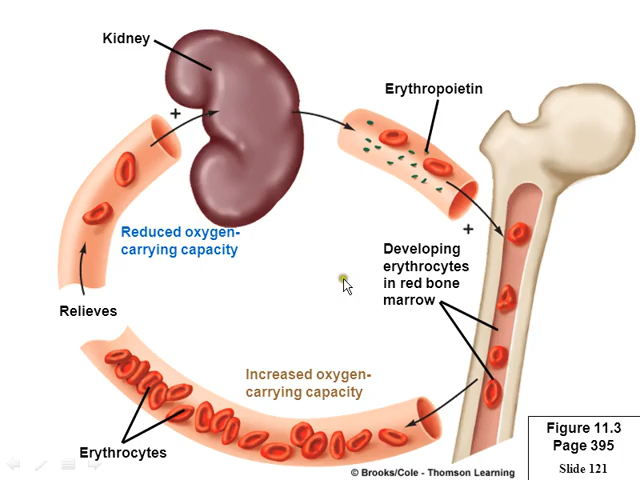 Kidney
+
Erythropoietin
Reduced oxygen-
carrying capacity
+
Developing
erythrocytes
in red bone
marrow
Relieves
Increased oxygen-
carrying capacity
Erythrocytes
Figure 11.3
Page 395
Slide 121
© Brooks/Cole - Thomson Learning